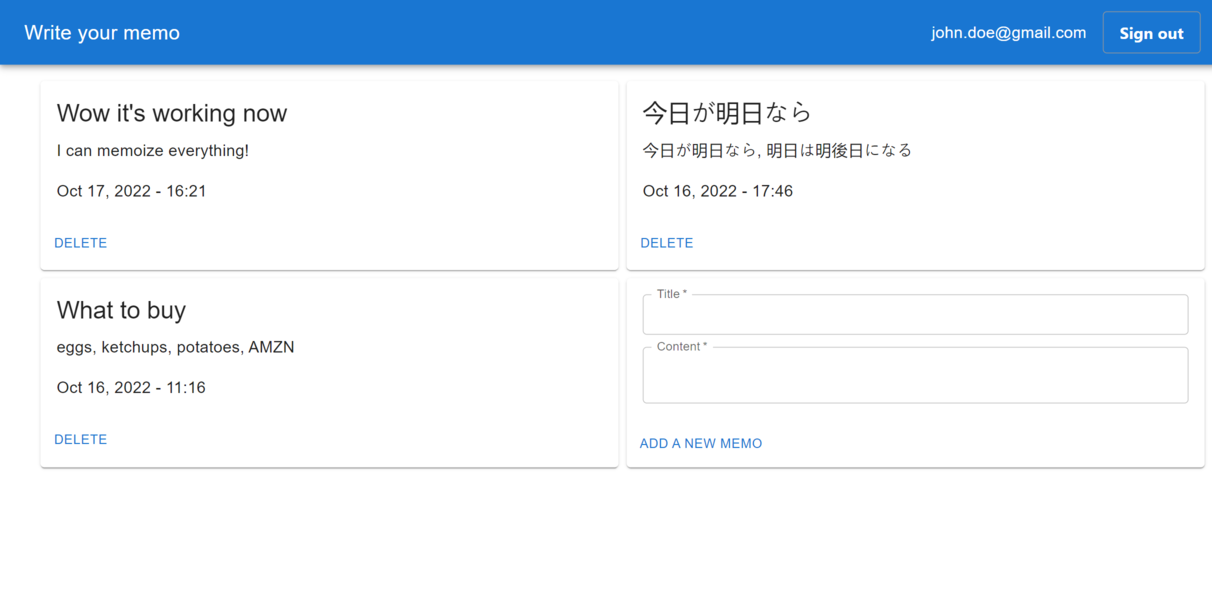 Write your memo
john.doe@gmail.com
Sign out
Wow it's working now
I can memoize everything!
Oct 17, 2022 - 16:21
DELETE
今日が明日なら
今日が明日なら, 明日は明後日になる
Oct 16, 2022 - 17:46
DELETE
What to buy
eggs, ketchups, potatoes, AMZN
Oct 16, 2022 - 11:16
DELETE
Title *
Content *
ADD A NEW MEMO